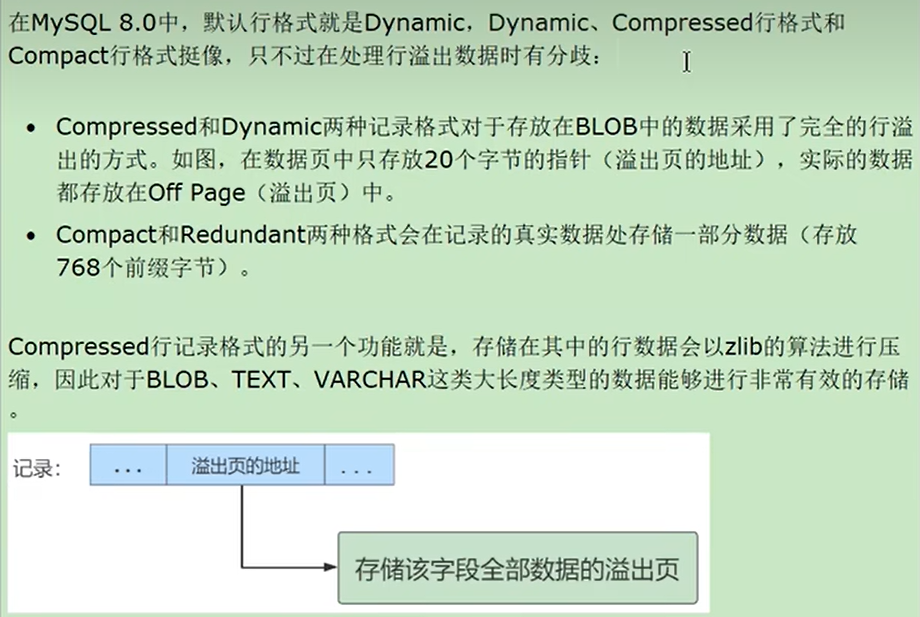 在MySQL 8.0中，默认行格式就是Dynamic，Dynamic、Compressed行格式和
Compact行格式挺像，只不过在处理行溢出数据时有分歧：
• Compressed和Dynamic两种记录格式对于存放在BLOB中的数据采用了完全的行溢
出的方式。如图，在数据页中只存放20个字节的指针（溢出页的地址），实际的数据
都存放在Off Page（溢出页）中。
• Compact和Redundant两种格式会在记录的真实数据处存储一部分数据（存放
768个前缀字节）。
Compressed行记录格式的另一个功能就是，存储在其中的行数据会以zlib的算法进行压
缩，因此对于BLOB、TEXT、VARCHAR这类大长度类型的数据能够进行非常有效的存储
。
记录： ... 溢出页的地址 ...
存储该字段全部数据的溢出页